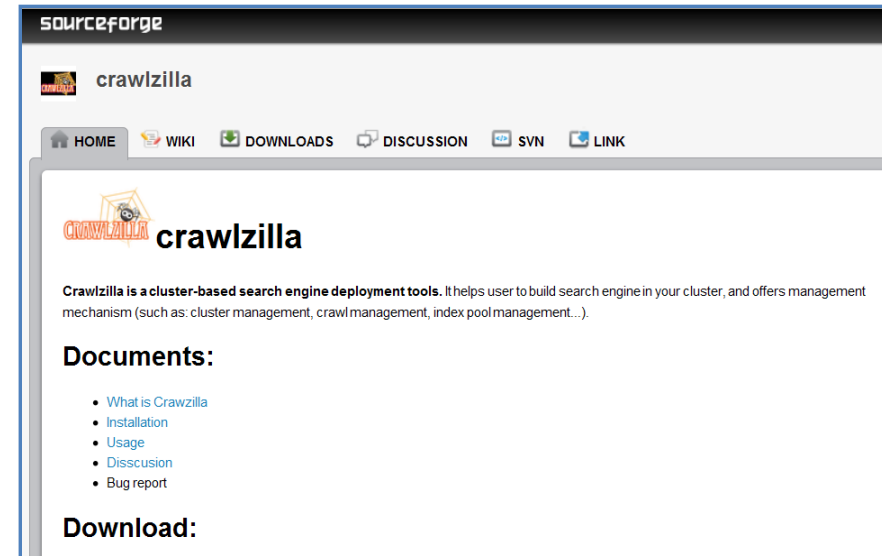 sourceforge
crawlzilla
HOME WIKI DOWNLOADS DISCUSSION SVN LINK
CRAWLZILLA crawlzilla
Crawlzilla is a cluster-based search engine deployment tools. It helps user to build search engine in your cluster, and offers management
mechanism (such as: cluster management, crawl management, index pool management...).
Documents:
What is Crawzilla
Installation
Usage
Disscusion
Bug report
Download: